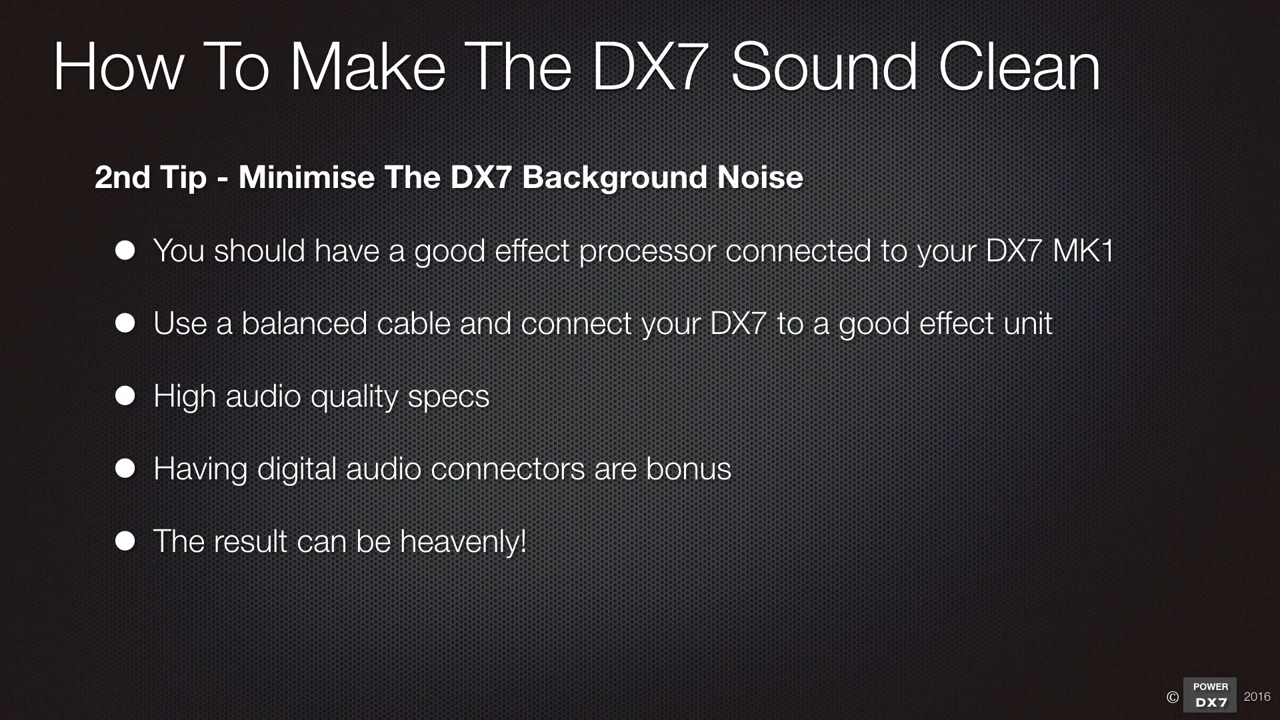 How To Make The DX7 Sound Clean
2nd Tip - Minimise The DX7 Background Noise
● You should have a good effect processor connected to your DX7 MK1
● Use a balanced cable and connect your DX7 to a good effect unit
● High audio quality specs
● Having digital audio connectors are bonus
● The result can be heavenly!
© POWER DX7 2016